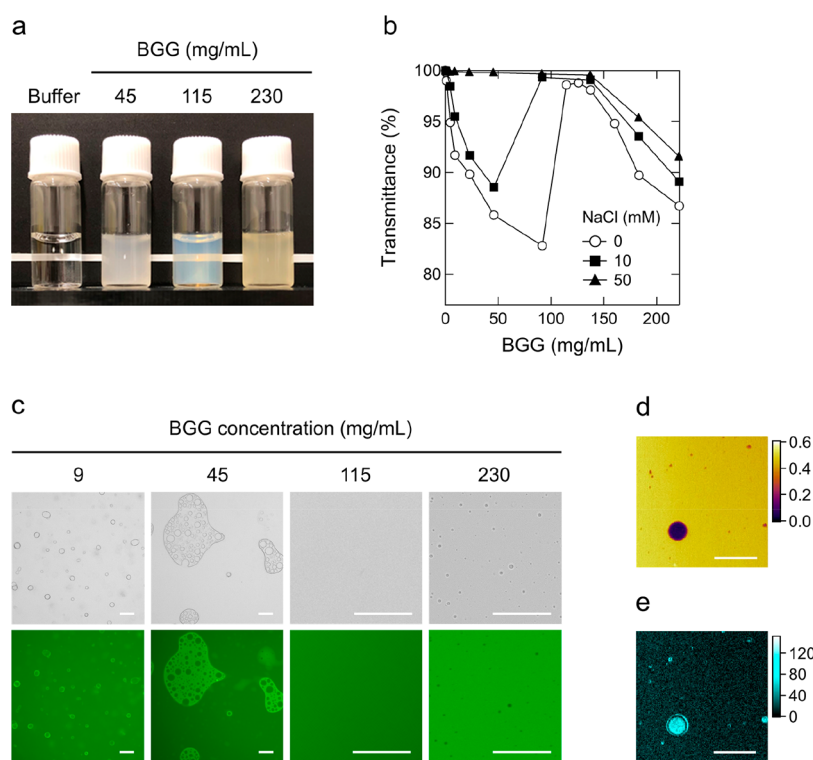 a
BGG (mg/mL)
Buffer 45 115 230
b
Transmittance (%)
100
95
90
85
80
NaCl (mM)
0
10
50
0 50 100 150 200
BGG (mg/mL)
c
BGG concentration (mg/mL)
9 45 115 230
d
0.6
0.4
0.2
0.0
e
120
80
40
0